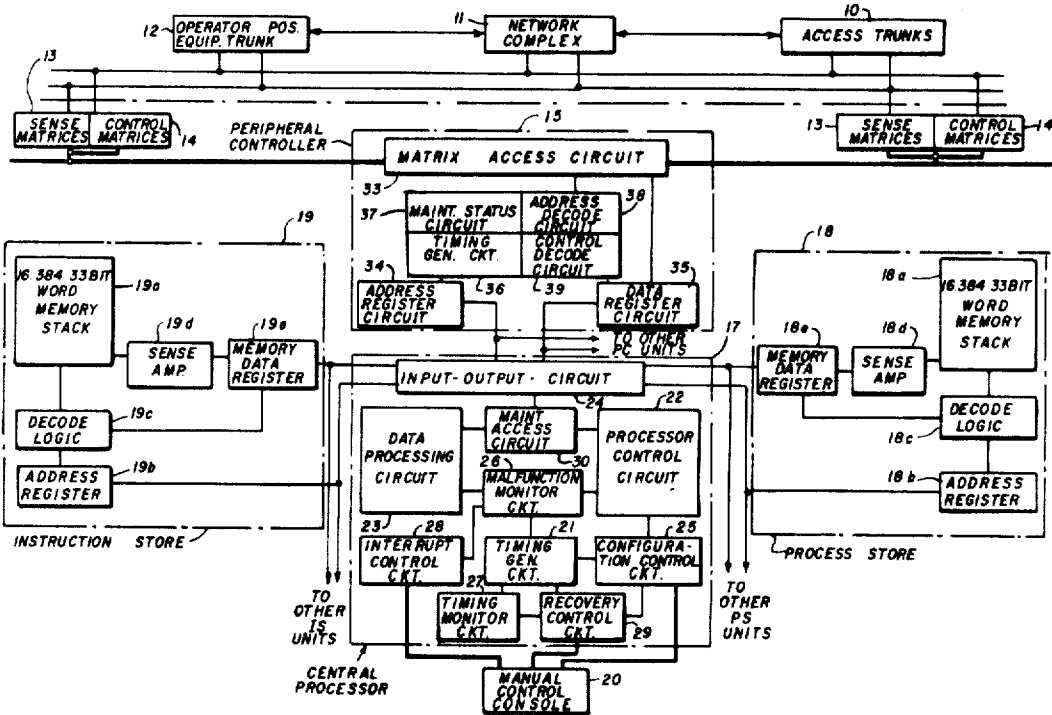 12
OPERATOR POS.
EQUIP. TRUNK
11
NETWORK
COMPLEX
10
ACCESS TRUNKS
13
SENSE
MATRICES
CONTROL
MATRICES
14
PERIPHERAL
CONTROLLER
15
13
SENSE
MATRICES
CONTROL
MATRICES
14
MATRIX ACCESS CIRCUIT
33
37
MAINT. STATUS
CIRCUIT
ADDRESS
DECODE
CIRCUIT
38
TIMING
GEN. CKT.
CONTROL
DECODE
CIRCUIT
34
ADDRESS
REGISTER
CIRCUIT
36
39
35
DATA
REGISTER
CIRCUIT
TO OTHER
PC UNITS
17
19
16 384 33BIT
WORD
MEMORY
STACK
19a
19d
SENSE
AMP.
19e
MEMORY
DATA
REGISTER
DECODE
LOGIC
19c
ADDRESS
REGISTER
19b
INSTRUCTION STORE
TO
OTHER
IS
UNITS
INPUT-OUTPUT- CIRCUIT
24
22
DATA
PROCESSING
CIRCUIT
23
MAINT
ACCESS
CIRCUIT
30
PROCESSOR
CONTROL
CIRCUIT
26
MALFUNCTION
MONITOR
CKT.
28
INTERRUPT
CONTROL
CKT.
21
TIMING
GEN.
CKT.
25
CONFIGURA-
TION CONTROL
CKT.
27
TIMING
MONITOR
CKT.
RECOVERY
CONTROL
CKT.
29
CENTRAL
PROCESSOR
MANUAL
CONTROL
CONSOLE
20
18
18a
16384 33BIT
WORD
MEMORY
STACK
18e
MEMORY
DATA
REGISTER
18d
SENSE
AMP
DECODE
LOGIC
18c
18b
ADDRESS
REGISTER
PROCESS STORE
TO
OTHER
PS
UNITS